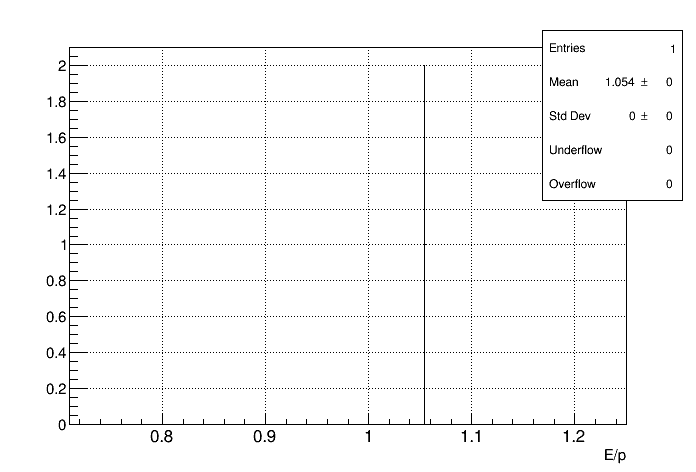 Entries 1
Mean 1.054 ± 0
Std Dev 0 ± 0
Underflow 0
Overflow 0
2
1.8
1.6
1.4
1.2
1
0.8
0.6
0.4
0.2
0
0.8 0.9 1 1.1 1.2
E/p